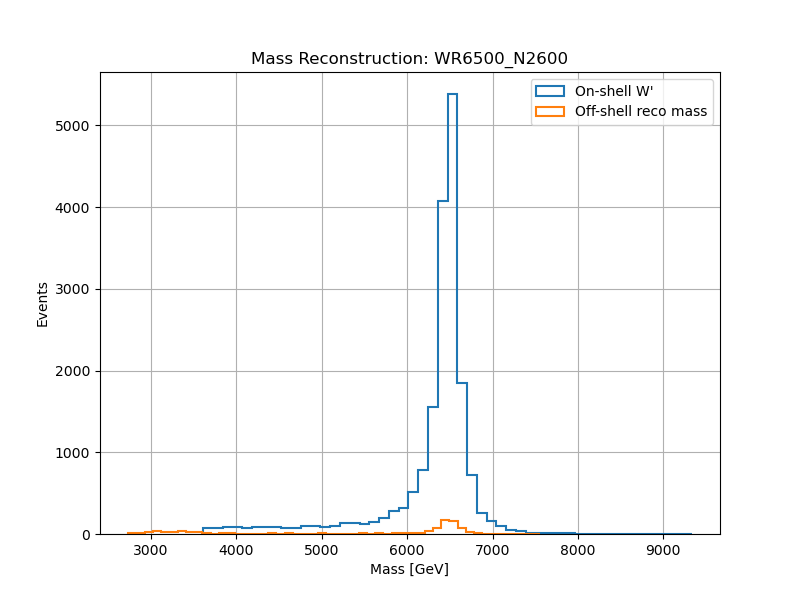 Mass Reconstruction: WR6500_N2600
On-shell W'
Off-shell reco mass
5000
4000
3000
2000
1000
0
Events
3000 4000 5000 6000 7000 8000 9000
Mass [GeV]